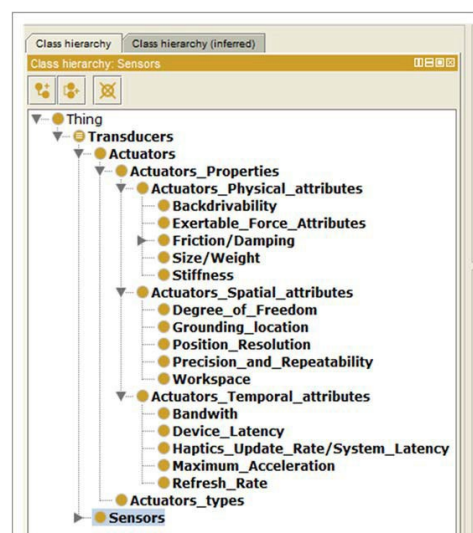 Class hierarchy Class hierarchy (inferred)
Class hierarchy: Sensors
Thing
Transducers
Actuators
Actuators_Properties
Actuators_Physical_attributes
Backdrivability
Exertable_Force_Attributes
Friction/Damping
Size/Weight
Stiffness
Actuators_Spatial_attributes
Degree_of_Freedom
Grounding_location
Position_Resolution
Precision_and_Repeatability
Workspace
Actuators_Temporal_attributes
Bandwith
Device_Latency
Haptics_Update_Rate/System_Latency
Maximum_Acceleration
Refresh_Rate
Actuators_types
Sensors